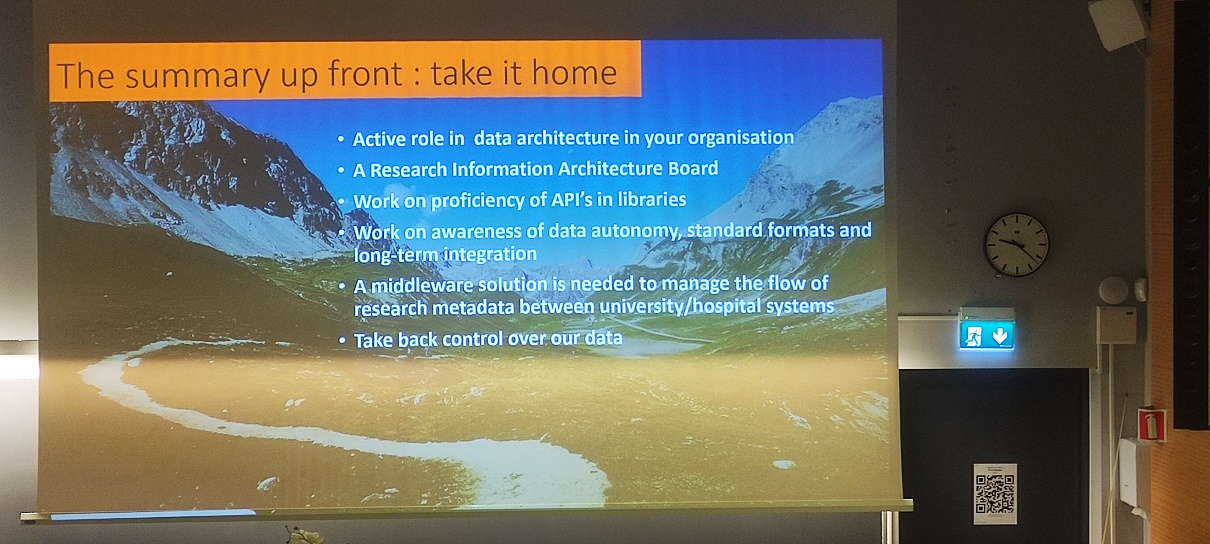 The summary up front : take it home
• Active role in data architecture in your organisation
• A Research Information Architecture Board
• Work on proficiency of API's in libraries
• Work on awareness of data autonomy, standard formats and
long-term integration
• A middleware solution is needed to manage the flow of
research metadata between university/hospital systems
• Take back control over our data